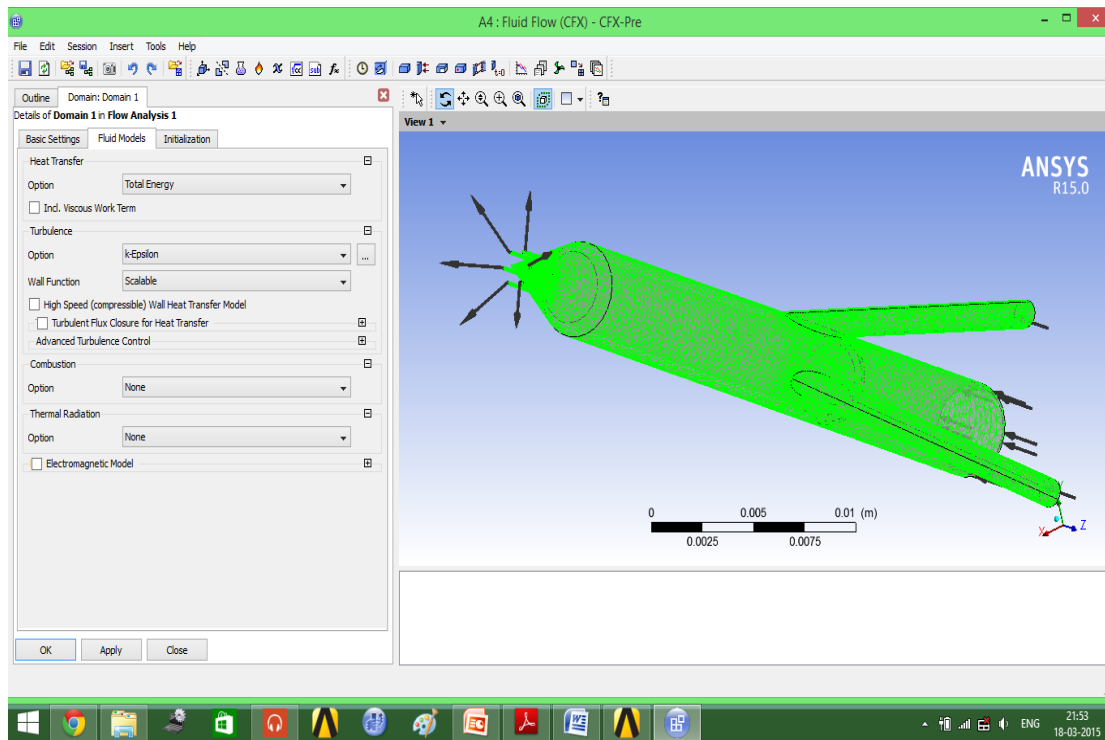 A4 : Fluid Flow (CFX) - CFX-Pre
File Edit Session Insert Tools Help
Outline Domain: Domain 1
Details of Domain 1 in Flow Analysis 1
Basic Settings Fluid Models Initialization
Heat Transfer
Option Total Energy
Incl. Viscous Work Term
Turbulence
Option k-Epsilon ...
Wall Function Scalable
High Speed (compressible) Wall Heat Transfer Model
Turbulent Flux Closure for Heat Transfer
Advanced Turbulence Control
Combustion
Option None
Thermal Radiation
Option None
Electromagnetic Model
OK Apply Close
View 1
ANSYS
R15.0
0 0.005 0.01 (m)
0.0025 0.0075
X Y Z
ENG 21:53
18-03-2015